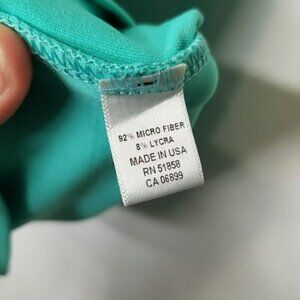 92% MICRO FIBER
8% LYCRA
MADE IN USA
RN 51858
CA 06899